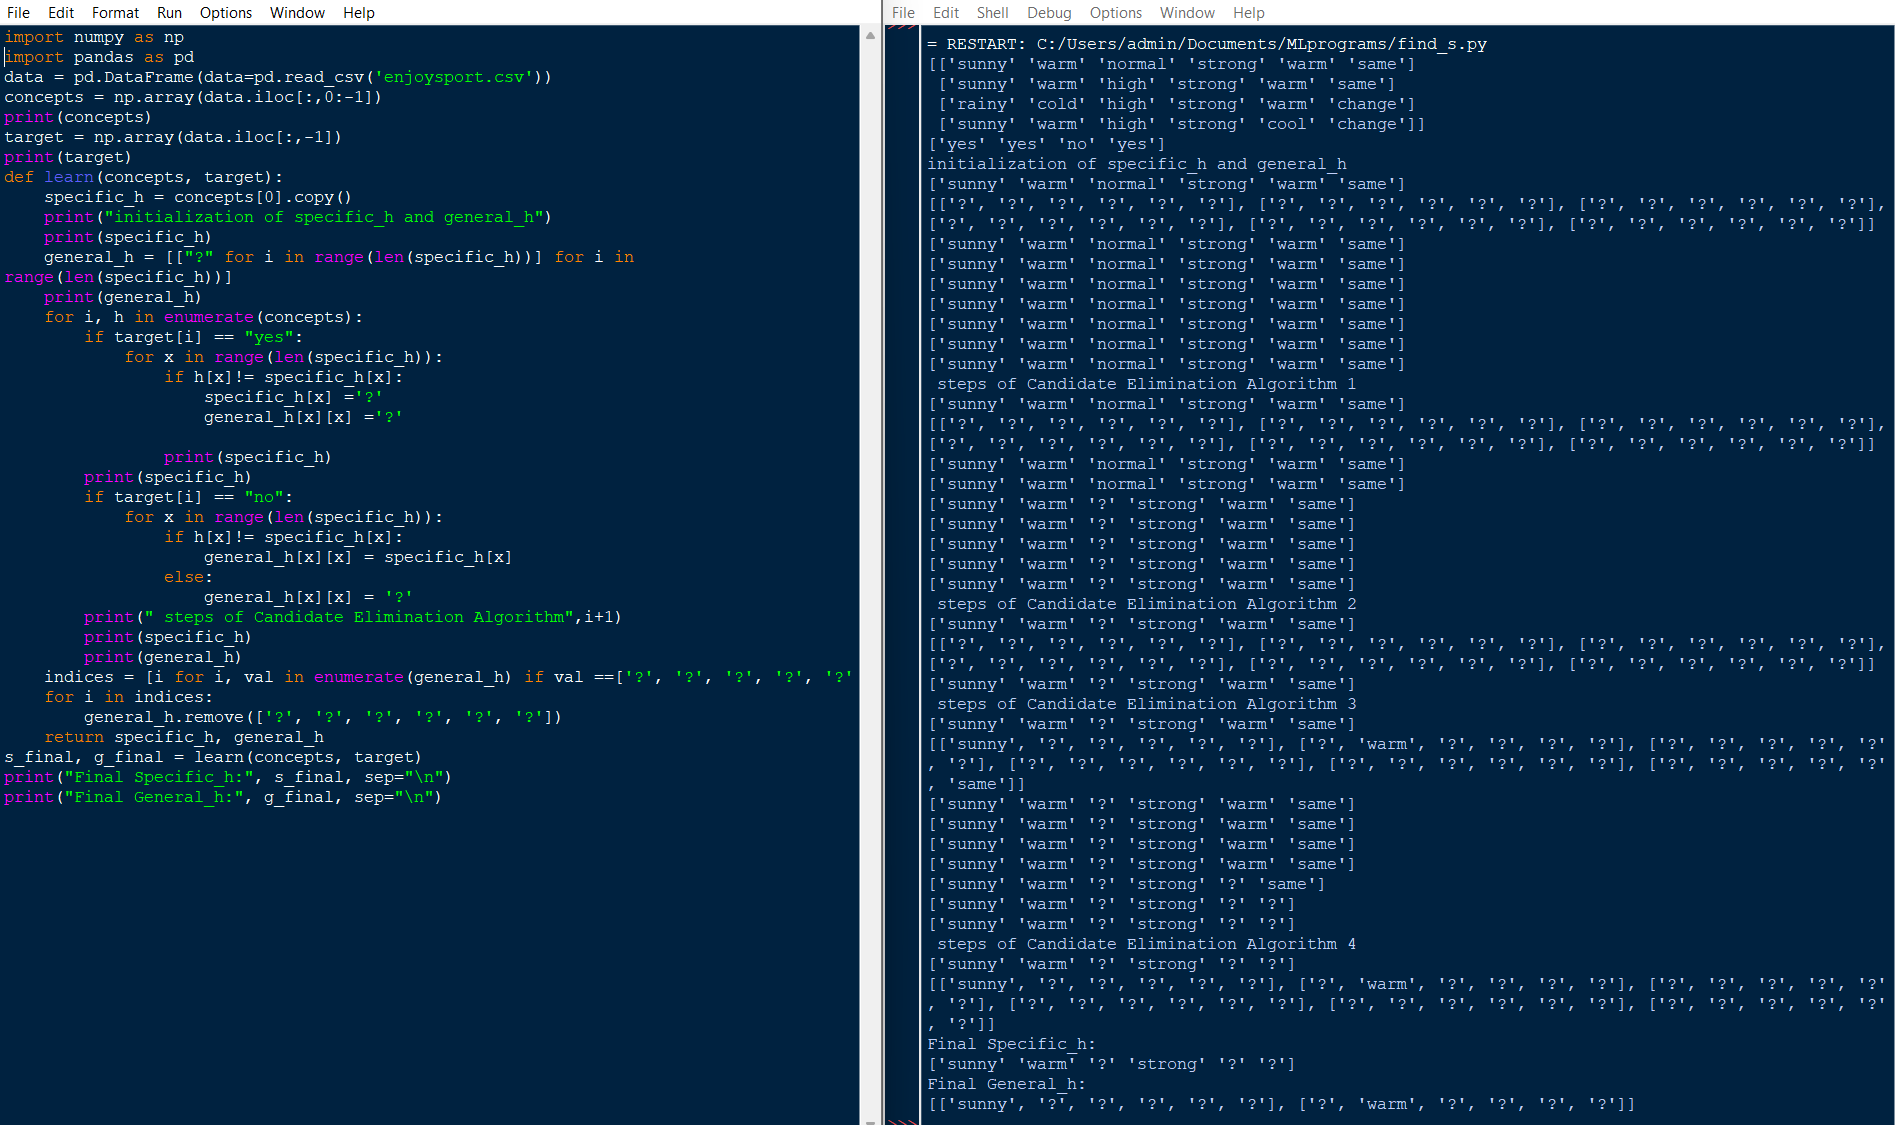 File Edit Format Run Options Window Help
import numpy as np
import pandas as pd
data = pd.DataFrame(data=pd.read_csv('enjoysport.csv'))
concepts = np.array(data.iloc[:,0:-1])
print(concepts)
target = np.array(data.iloc[:,-1])
print(target)
def learn(concepts, target):
    specific_h = concepts[0].copy()
    print("initialization of specific_h and general_h")
    print(specific_h)
    general_h = [["?" for i in range(len(specific_h))] for i in
range(len(specific_h))]
    print(general_h)
    for i, h in enumerate(concepts):
        if target[i] == "yes":
            for x in range(len(specific_h)):
                if h[x]!= specific_h[x]:
                    specific_h[x] ='?'
                    general_h[x][x] ='?'
                print(specific_h)
        print(specific_h)
        if target[i] == "no":
            for x in range(len(specific_h)):
                if h[x]!= specific_h[x]:
                    general_h[x][x] = specific_h[x]
                else:
                    general_h[x][x] = '?'
        print(" steps of Candidate Elimination Algorithm",i+1)
        print(specific_h)
        print(general_h)
    indices = [i for i, val in enumerate(general_h) if val ==['?', '?', '?', '?', '?'
    for i in indices:
        general_h.remove(['?', '?', '?', '?', '?', '?'])
    return specific_h, general_h
s_final, g_final = learn(concepts, target)
print("Final Specific_h:", s_final, sep="\n")
print("Final General_h:", g_final, sep="\n")
File Edit Shell Debug Options Window Help
>>>
= RESTART: C:/Users/admin/Documents/MLprograms/find_s.py
[['sunny' 'warm' 'normal' 'strong' 'warm' 'same']
 ['sunny' 'warm' 'high' 'strong' 'warm' 'same']
 ['rainy' 'cold' 'high' 'strong' 'warm' 'change']
 ['sunny' 'warm' 'high' 'strong' 'cool' 'change']]
['yes' 'yes' 'no' 'yes']
initialization of specific_h and general_h
['sunny' 'warm' 'normal' 'strong' 'warm' 'same']
[['?', '?', '?', '?', '?', '?'], ['?', '?', '?', '?', '?', '?'], ['?', '?', '?', '?', '?', '?'],
['?', '?', '?', '?', '?', '?'], ['?', '?', '?', '?', '?', '?'], ['?', '?', '?', '?', '?', '?']]
['sunny' 'warm' 'normal' 'strong' 'warm' 'same']
['sunny' 'warm' 'normal' 'strong' 'warm' 'same']
['sunny' 'warm' 'normal' 'strong' 'warm' 'same']
['sunny' 'warm' 'normal' 'strong' 'warm' 'same']
['sunny' 'warm' 'normal' 'strong' 'warm' 'same']
['sunny' 'warm' 'normal' 'strong' 'warm' 'same']
['sunny' 'warm' 'normal' 'strong' 'warm' 'same']
 steps of Candidate Elimination Algorithm 1
['sunny' 'warm' 'normal' 'strong' 'warm' 'same']
[['?', '?', '?', '?', '?', '?'], ['?', '?', '?', '?', '?', '?'], ['?', '?', '?', '?', '?', '?'],
['?', '?', '?', '?', '?', '?'], ['?', '?', '?', '?', '?', '?'], ['?', '?', '?', '?', '?', '?']]
['sunny' 'warm' 'normal' 'strong' 'warm' 'same']
['sunny' 'warm' 'normal' 'strong' 'warm' 'same']
['sunny' 'warm' '?' 'strong' 'warm' 'same']
['sunny' 'warm' '?' 'strong' 'warm' 'same']
['sunny' 'warm' '?' 'strong' 'warm' 'same']
['sunny' 'warm' '?' 'strong' 'warm' 'same']
['sunny' 'warm' '?' 'strong' 'warm' 'same']
 steps of Candidate Elimination Algorithm 2
['sunny' 'warm' '?' 'strong' 'warm' 'same']
[['?', '?', '?', '?', '?', '?'], ['?', '?', '?', '?', '?', '?'], ['?', '?', '?', '?', '?', '?'],
['?', '?', '?', '?', '?', '?'], ['?', '?', '?', '?', '?', '?'], ['?', '?', '?', '?', '?', '?']]
['sunny' 'warm' '?' 'strong' 'warm' 'same']
 steps of Candidate Elimination Algorithm 3
['sunny' 'warm' '?' 'strong' 'warm' 'same']
[['sunny', '?', '?', '?', '?', '?'], ['?', 'warm', '?', '?', '?', '?'], ['?', '?', '?', '?', '?'
, '?'], ['?', '?', '?', '?', '?', '?'], ['?', '?', '?', '?', '?', '?'], ['?', '?', '?', '?', '?'
, 'same']]
['sunny' 'warm' '?' 'strong' 'warm' 'same']
['sunny' 'warm' '?' 'strong' 'warm' 'same']
['sunny' 'warm' '?' 'strong' 'warm' 'same']
['sunny' 'warm' '?' 'strong' 'warm' 'same']
['sunny' 'warm' '?' 'strong' '?' 'same']
['sunny' 'warm' '?' 'strong' '?' '?']
['sunny' 'warm' '?' 'strong' '?' '?']
 steps of Candidate Elimination Algorithm 4
['sunny' 'warm' '?' 'strong' '?' '?']
[['sunny', '?', '?', '?', '?', '?'], ['?', 'warm', '?', '?', '?', '?'], ['?', '?', '?', '?', '?'
, '?'], ['?', '?', '?', '?', '?', '?'], ['?', '?', '?', '?', '?', '?'], ['?', '?', '?', '?', '?'
, '?']]
Final Specific_h:
['sunny' 'warm' '?' 'strong' '?' '?']
Final General_h:
[['sunny', '?', '?', '?', '?', '?'], ['?', 'warm', '?', '?', '?', '?']]
>>>